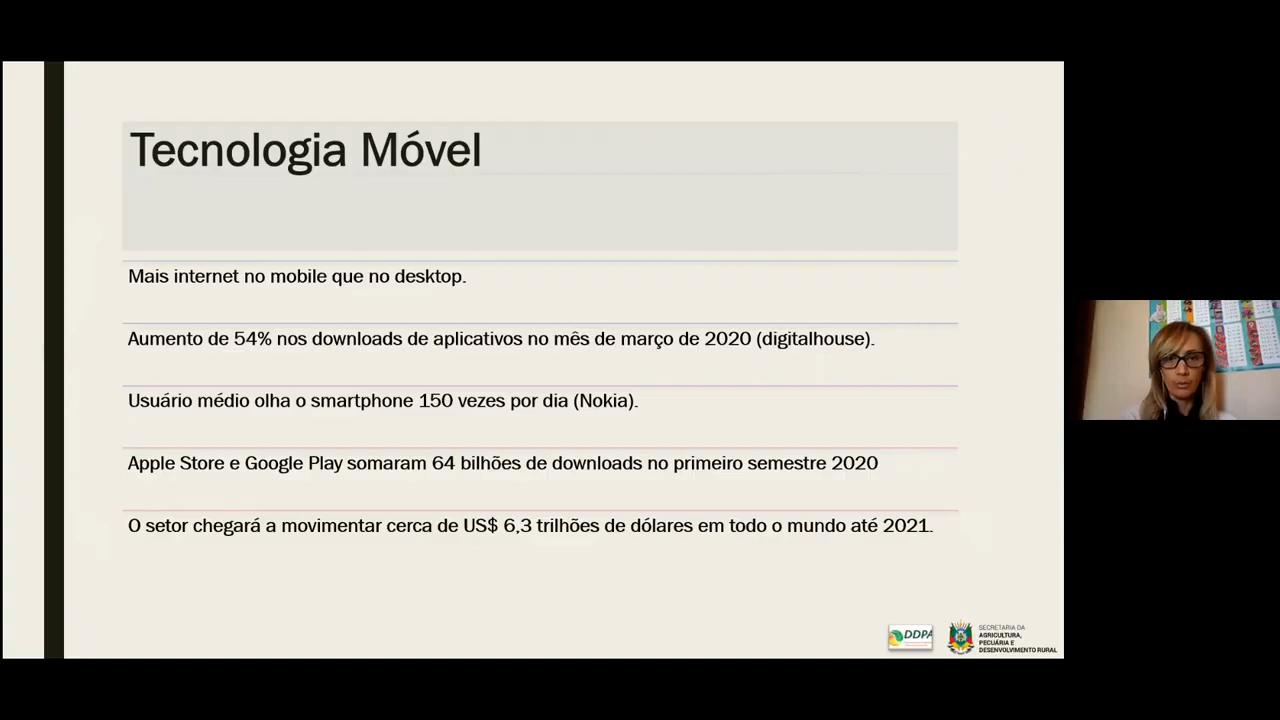 Tecnologia Móvel
Mais internet no mobile que no desktop.
Aumento de 54% nos downloads de aplicativos no mês de março de 2020 (digitalhouse).
Usuário médio olha o smartphone 150 vezes por dia (Nokia).
Apple Store e Google Play somaram 64 bilhões de downloads no primeiro semestre 2020
O setor chegará a movimentar cerca de US$ 6,3 trilhões de dólares em todo o mundo até 2021.
DDPA
SECRETARIA DA
AGRICULTURA,
PECUÁRIA E
DESENVOLVIMENTO RURAL